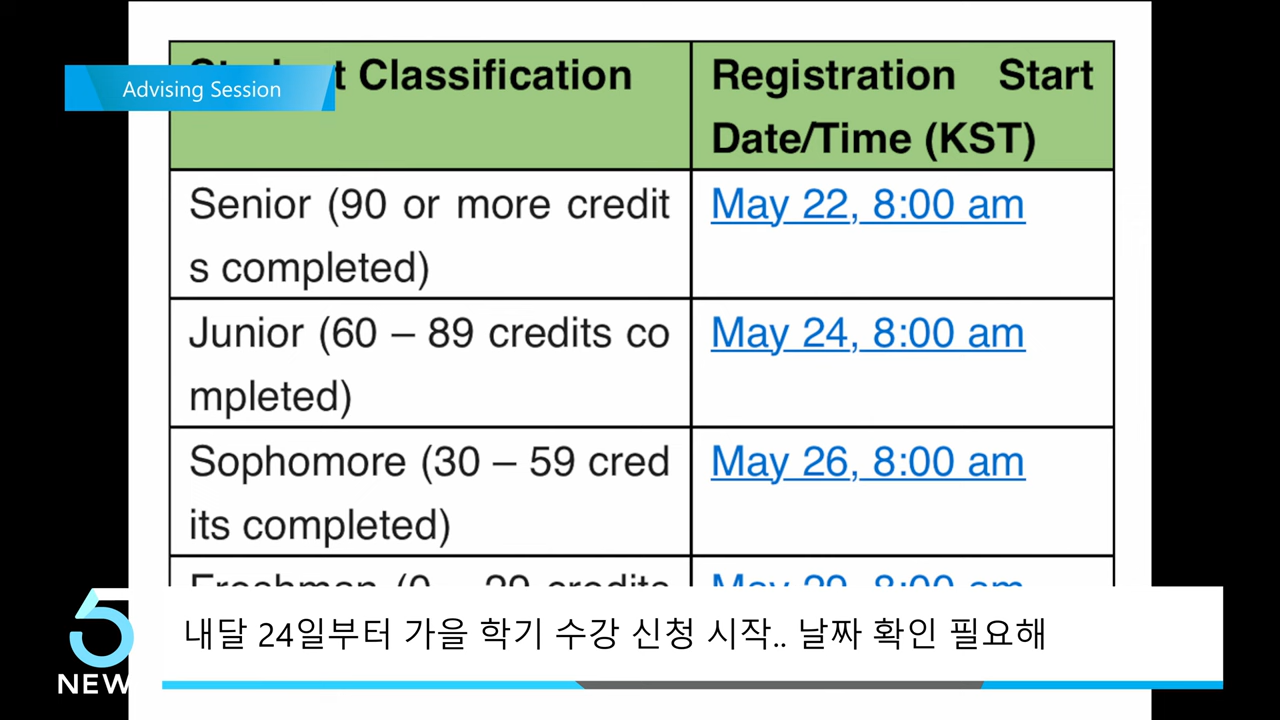 Advising Session
Classification
Registration Start
Date/Time (KST)
Senior (90 or more credit
s completed)
May 22, 8:00 am
Junior (60 – 89 credits co
mpleted)
May 24, 8:00 am
Sophomore (30 – 59 cred
its completed)
May 26, 8:00 am
5
NEW
내달 24일부터 가을 학기 수강 신청 시작.. 날짜 확인 필요해